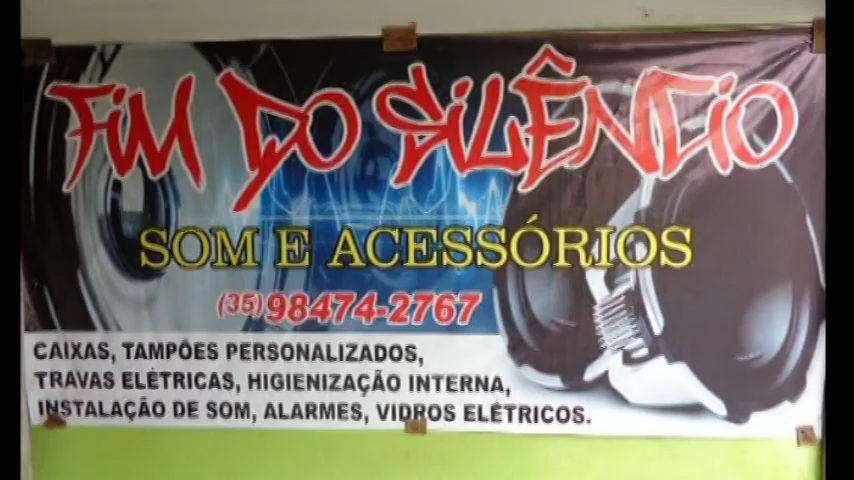 FIM DO SILÊNCIO
SOM E ACESSÓRIOS
(35)98474-2767
CAIXAS, TAMPÕES PERSONALIZADOS,
TRAVAS ELÉTRICAS, HIGIENIZAÇÃO INTERNA,
INSTALAÇÃO DE SOM, ALARMES, VIDROS ELÉTRICOS.